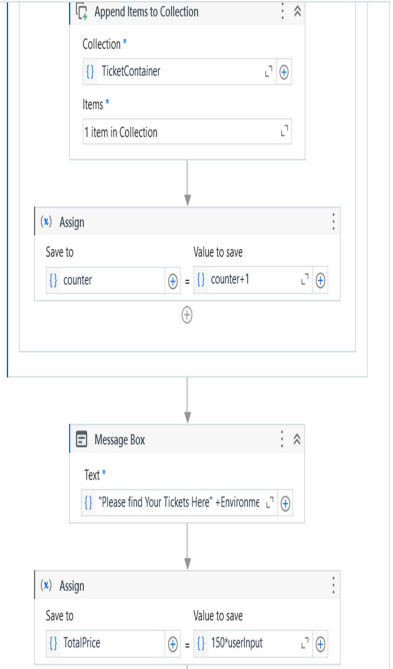 Append Items to Collection
Collection *
{} TicketContainer
Items *
1 item in Collection
(x) Assign
Save to Value to save
{} counter = {} counter+1
Message Box
Text *
{} "Please find Your Tickets Here" +Environme
(x) Assign
Save to Value to save
{} TotalPrice = {} 150*userInput